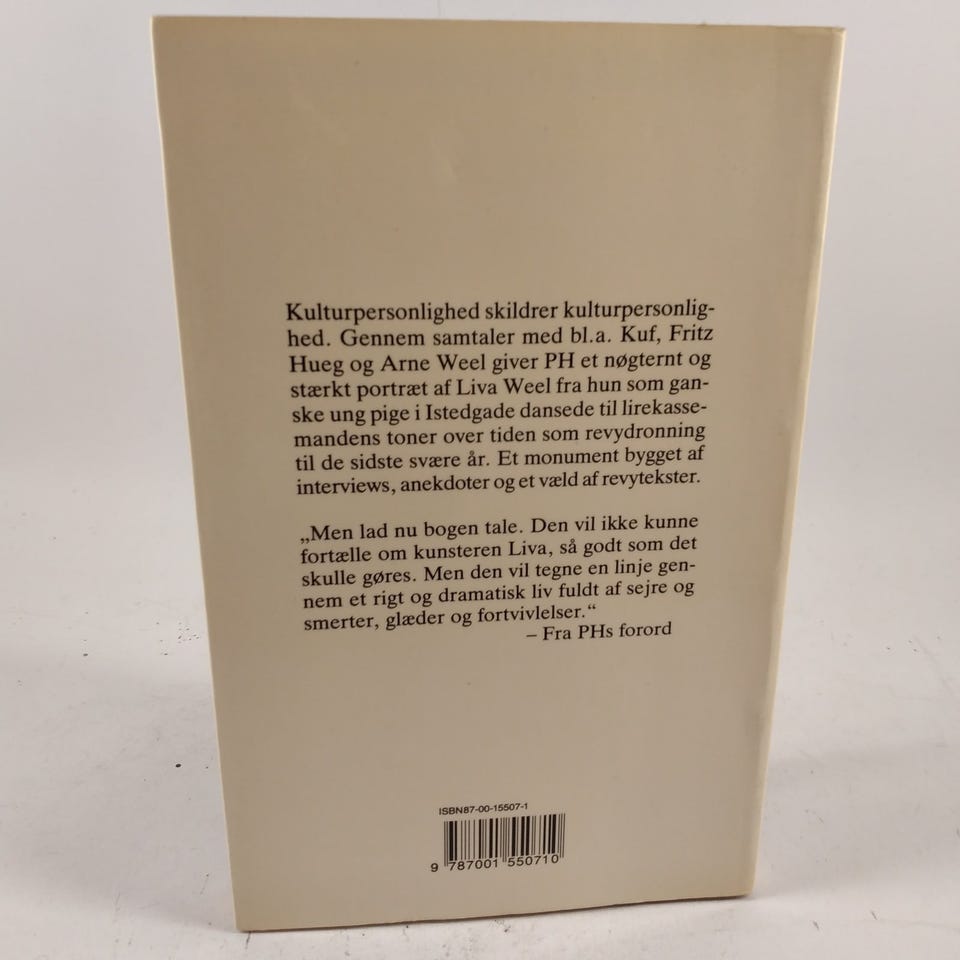 Kulturpersonlighed skildrer kulturpersonlig-
hed. Gennem samtaler med bl.a. Kuf, Fritz
Hueg og Arne Weel giver PH et nøgternt og
stærkt portræt af Liva Weel fra hun som gan-
ske ung pige i Istedgade dansede til lirekasse-
mandens toner over tiden som revydronning
til de sidste svære år. Et monument bygget af
interviews, anekdoter og et væld af revytekster.
„Men lad nu bogen tale. Den vil ikke kunne
fortælle om kunsteren Liva, så godt som det
skulle gøres. Men den vil tegne en linje gen-
nem et rigt og dramatisk liv fuldt af sejre og
smerter, glæder og fortvivlelser.“
– Fra PHs forord
ISBN87-00-15507-1
9 787001 550710